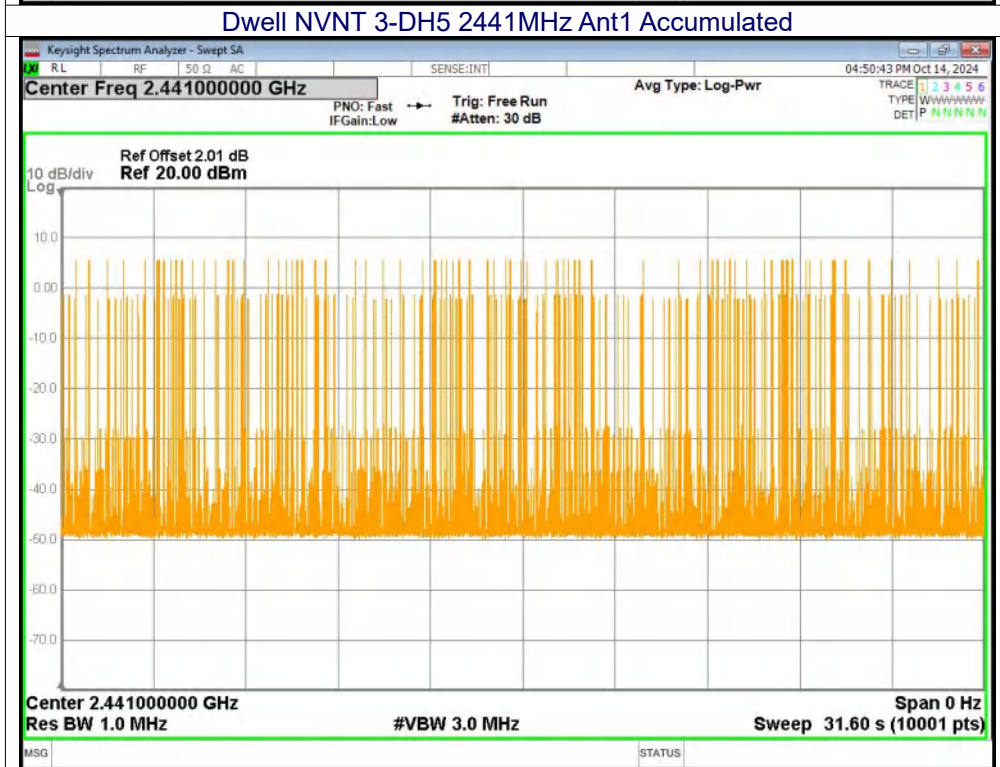 Dwell NVNT 3-DH5 2441MHz Ant1 Accumulated
Keysight Spectrum Analyzer - Swept SA
LXI RL RF 50 Ω AC SENSE:INT 04:50:43 PM Oct 14, 2024
Center Freq 2.441000000 GHz
PNO: Fast
IFGain:Low
Trig: Free Run
#Atten: 30 dB
Avg Type: Log-Pwr
TRACE 1 2 3 4 5 6
TYPE WWWWWWW
DET P N N N N N
Ref Offset 2.01 dB
10 dB/div Ref 20.00 dBm
Log
10.0
0.00
-10.0
-20.0
-30.0
-40.0
-50.0
-60.0
-70.0
Center 2.441000000 GHz Span 0 Hz
Res BW 1.0 MHz #VBW 3.0 MHz Sweep 31.60 s (10001 pts)
MSG STATUS